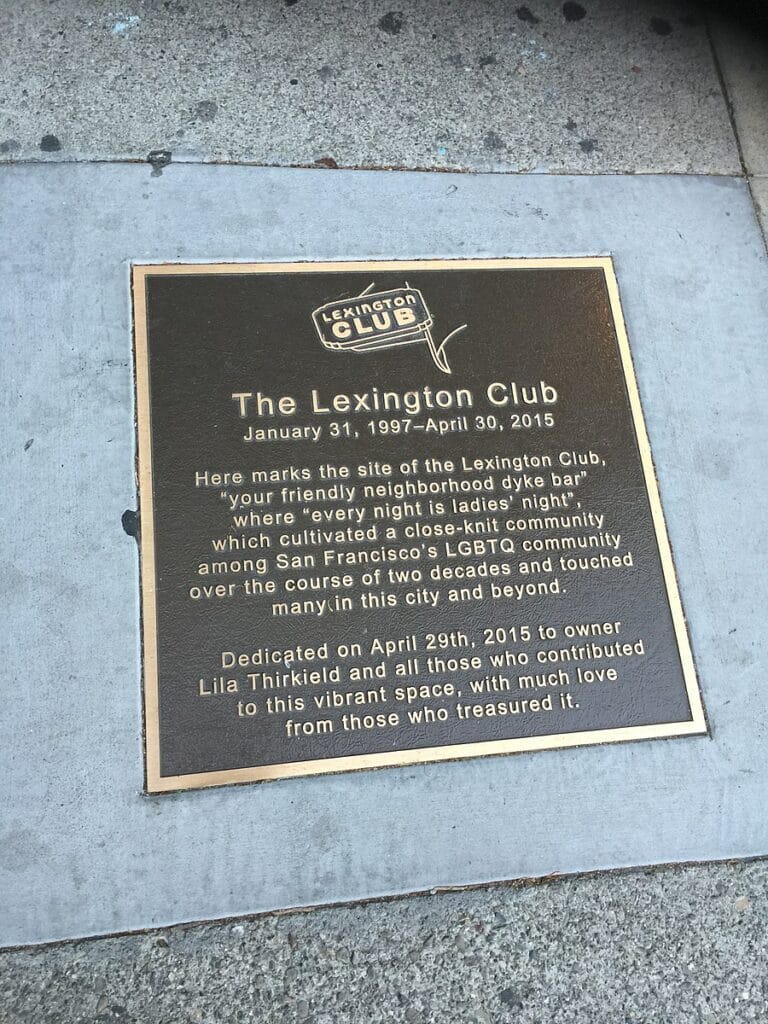 LEXINGTON
CLUB
The Lexington Club
January 31, 1997–April 30, 2015
Here marks the site of the Lexington Club,
“your friendly neighborhood dyke bar”
where “every night is ladies’ night”,
which cultivated a close-knit community
among San Francisco’s LGBTQ community
over the course of two decades and touched
many in this city and beyond.
Dedicated on April 29th, 2015 to owner
Lila Thirkield and all those who contributed
to this vibrant space, with much love
from those who treasured it.